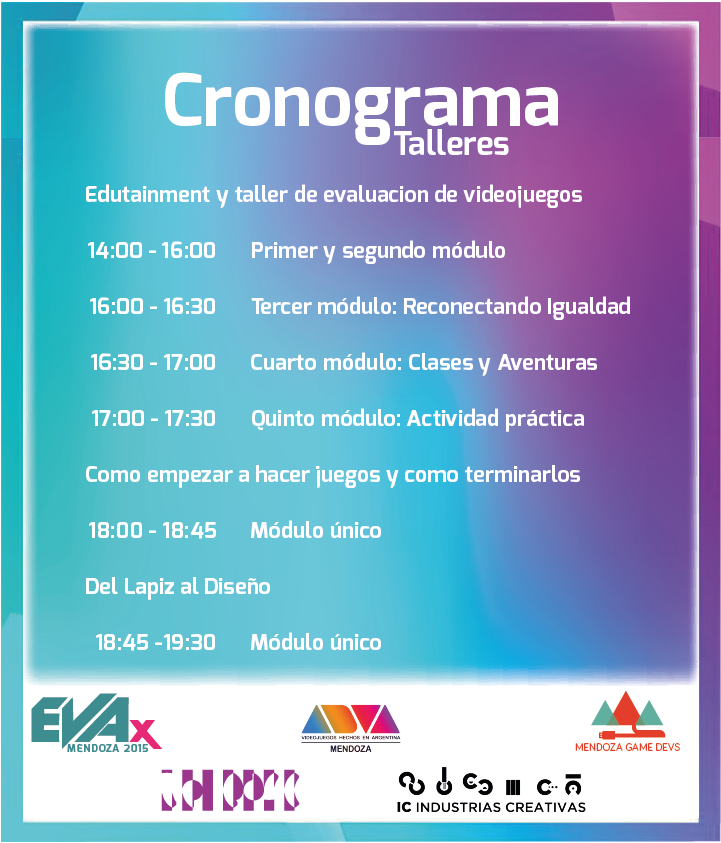 Cronograma
Talleres
Edutainment y taller de evaluacion de videojuegos
14:00 - 16:00 Primer y segundo módulo
16:00 - 16:30 Tercer módulo: Reconectando Igualdad
16:30 - 17:00 Cuarto módulo: Clases y Aventuras
17:00 - 17:30 Quinto módulo: Actividad práctica
Como empezar a hacer juegos y como terminarlos
18:00 - 18:45 Módulo único
Del Lapiz al Diseño
18:45 -19:30 Módulo único
EVAx
MENDOZA 2015
ADVA
VIDEOJUEGOS HECHOS EN ARGENTINA
MENDOZA
MENDOZA GAME DEVS
IC INDUSTRIAS CREATIVAS